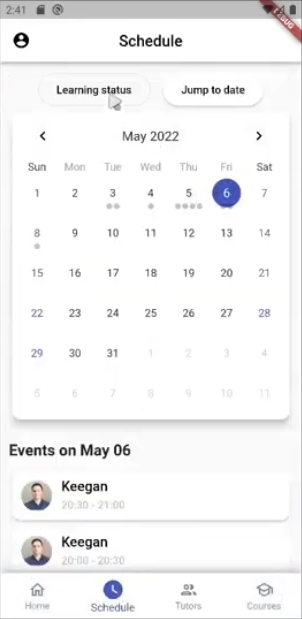 2:41
Schedule
Learning status Jump to date
May 2022
Sun Mon Tue Wed Thu Fri Sat
1 2 3 4 5 6 7
8 9 10 11 12 13 14
15 16 17 18 19 20 21
22 23 24 25 26 27 28
29 30 31 1 2 3 4
5 6 7 8 9 10 11
Events on May 06
Keegan
20:30 - 21:00
Keegan
20:00 - 20:30
Home Schedule Tutors Courses